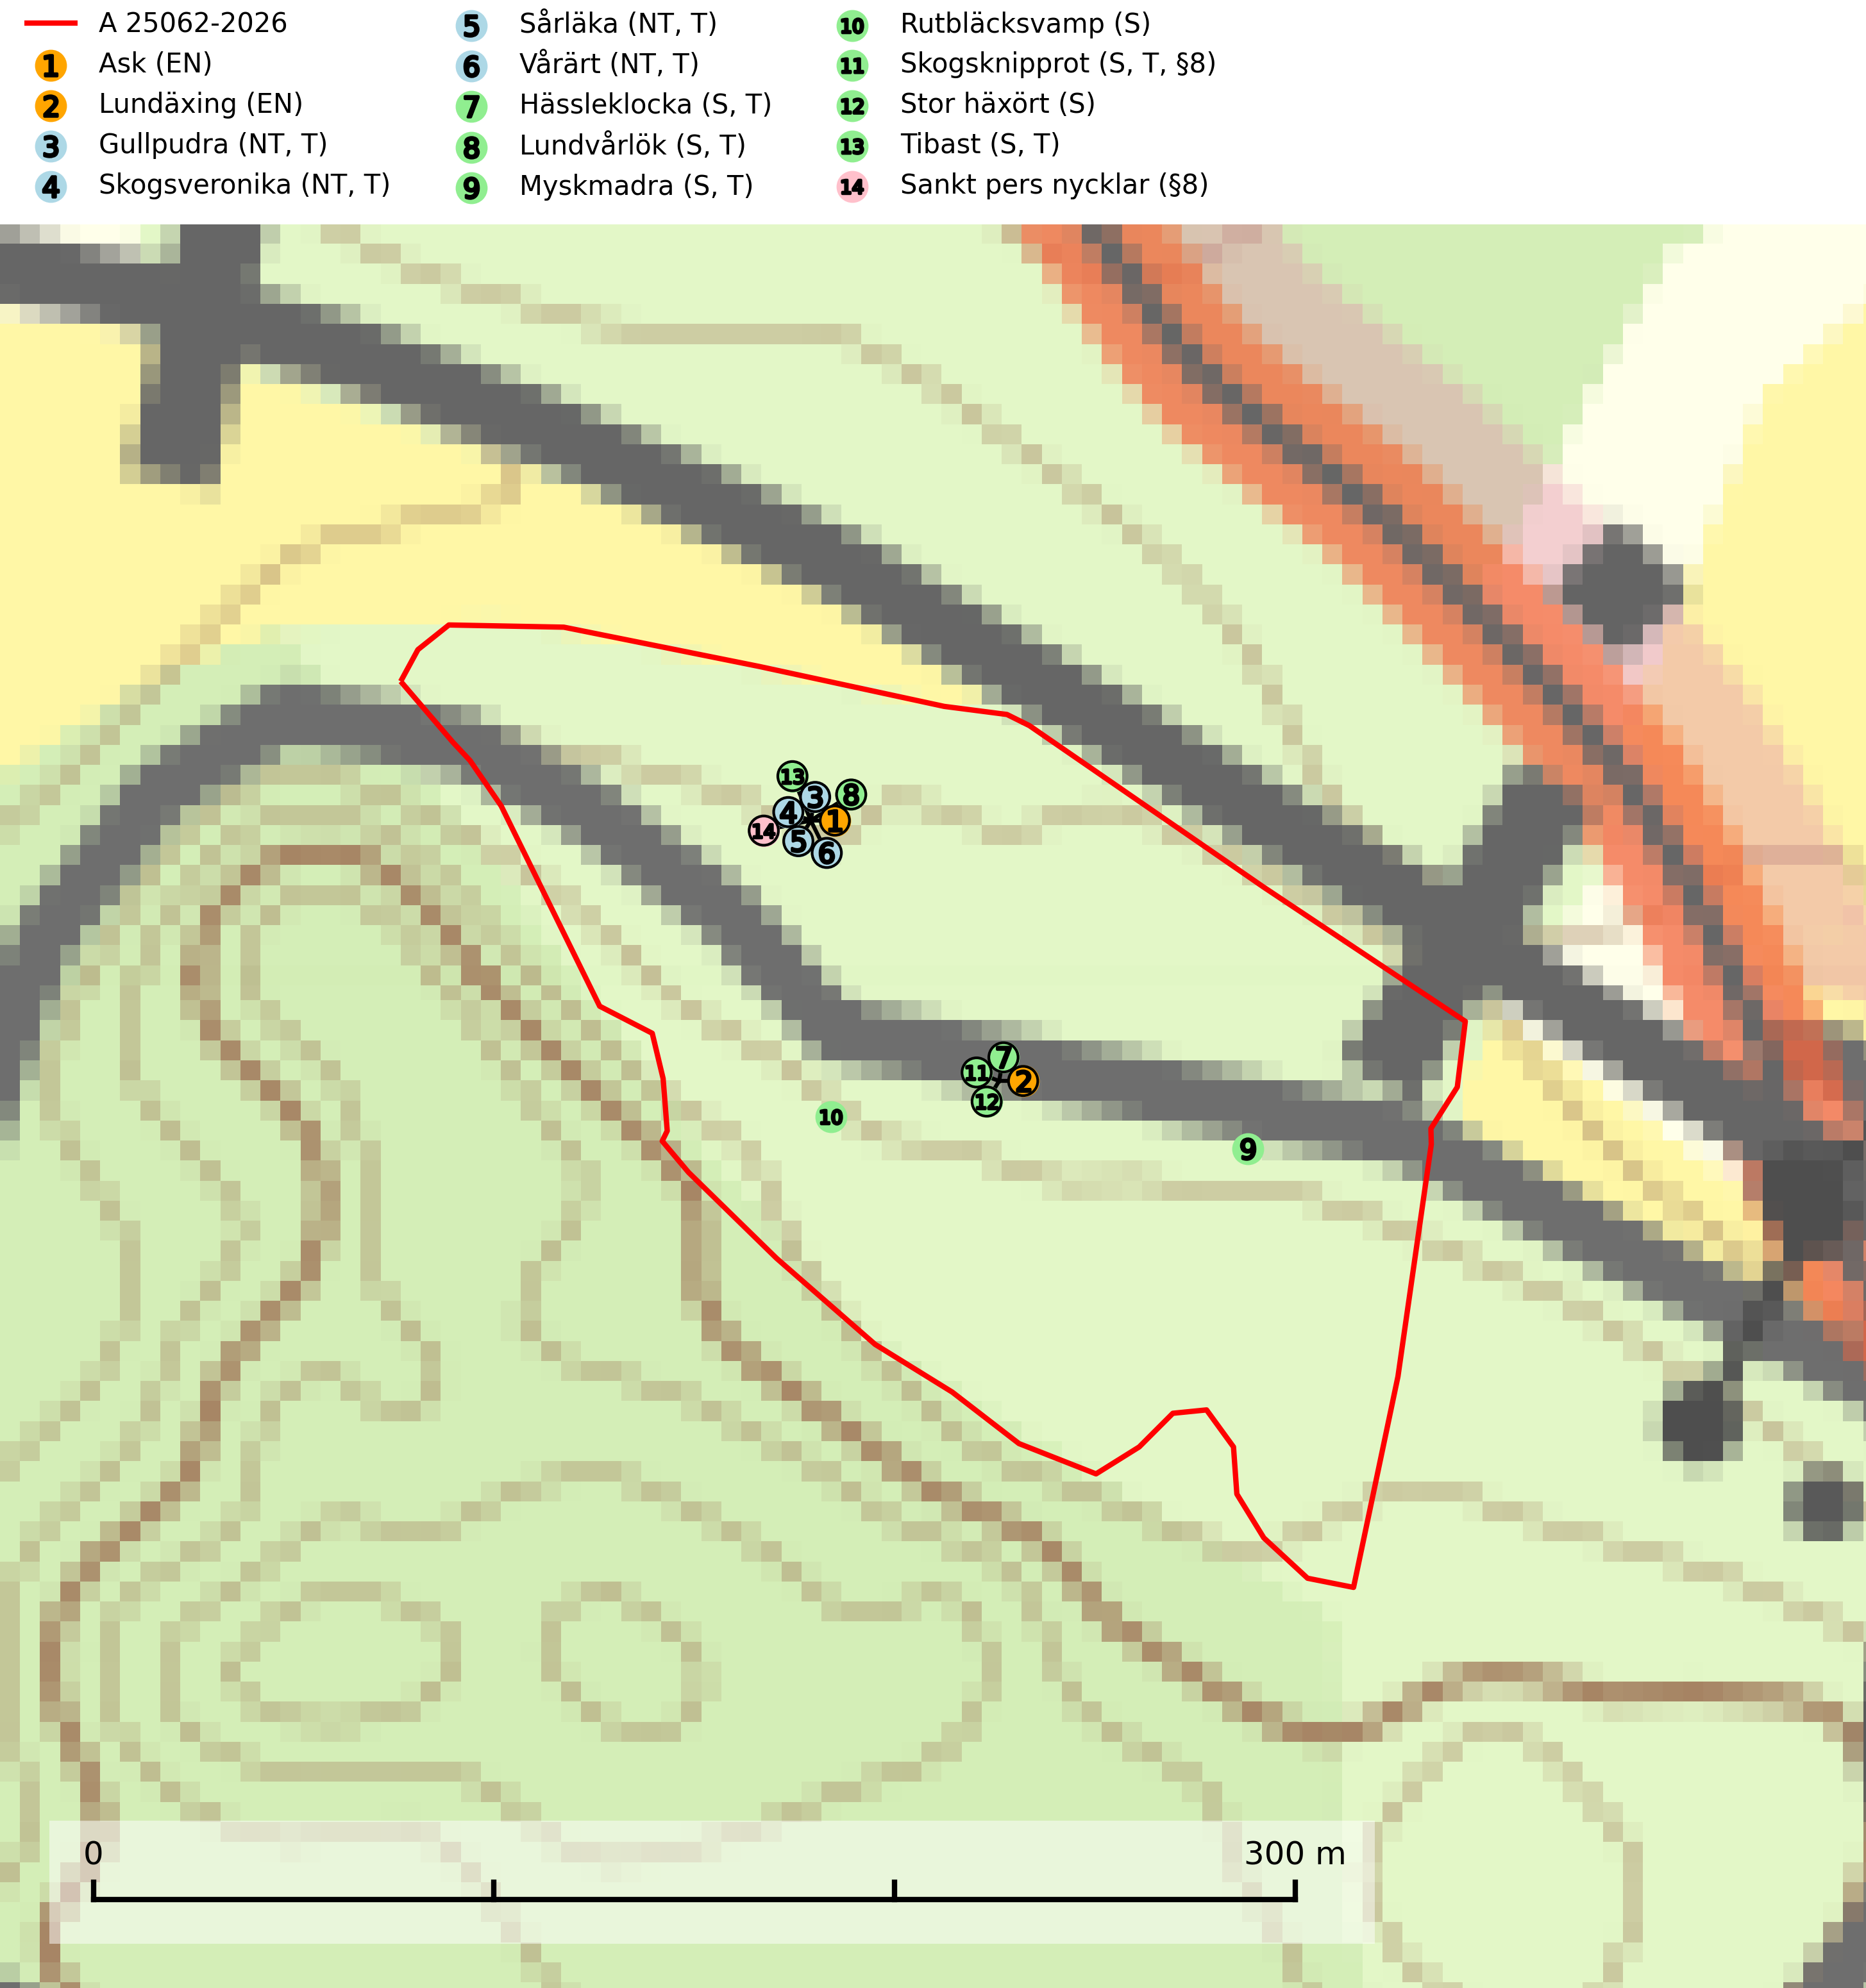 A 25062-2026
1 Ask (EN)
2 Lundäxing (EN)
3 Gullpudra (NT, T)
4 Skogsveronika (NT, T)
5 Sårläka (NT, T)
6 Vårärt (NT, T)
7 Hässleklocka (S, T)
8 Lundvårlök (S, T)
9 Myskmadra (S, T)
10 Rutbläcksvamp (S)
11 Skogsknipprot (S, T, §8)
12 Stor häxört (S)
13 Tibast (S, T)
14 Sankt pers nycklar (§8)
13
3
8
4
1
14
5
6
7
11
2
12
10
9
0
300 m